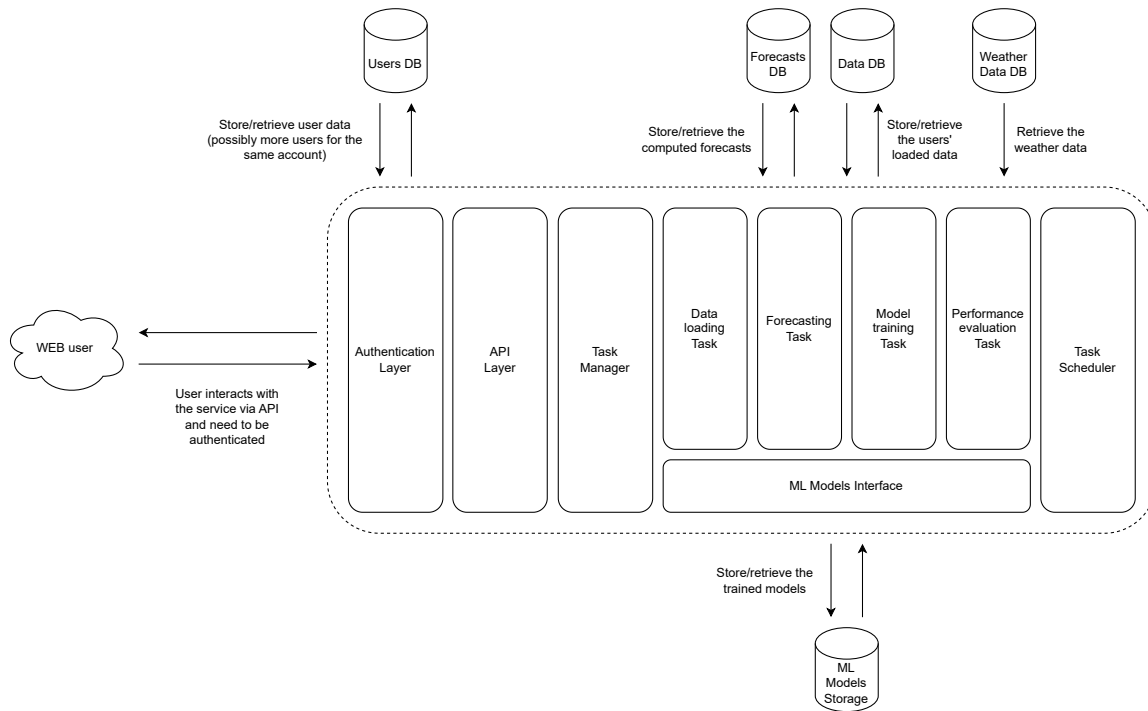 Users DB
Forecasts
DB
Data DB
Weather
Data DB
Store/retrieve user data
(possibly more users for the
same account)
Store/retrieve the
computed forecasts
Store/retrieve
the users'
loaded data
Retrieve the
weather data
WEB user
User interacts with
the service via API
and need to be
authenticated
Authentication
Layer
API
Layer
Task
Manager
Data
loading
Task
Forecasting
Task
Model
training
Task
Performance
evaluation
Task
Task
Scheduler
ML Models Interface
Store/retrieve the
trained models
ML
Models
Storage